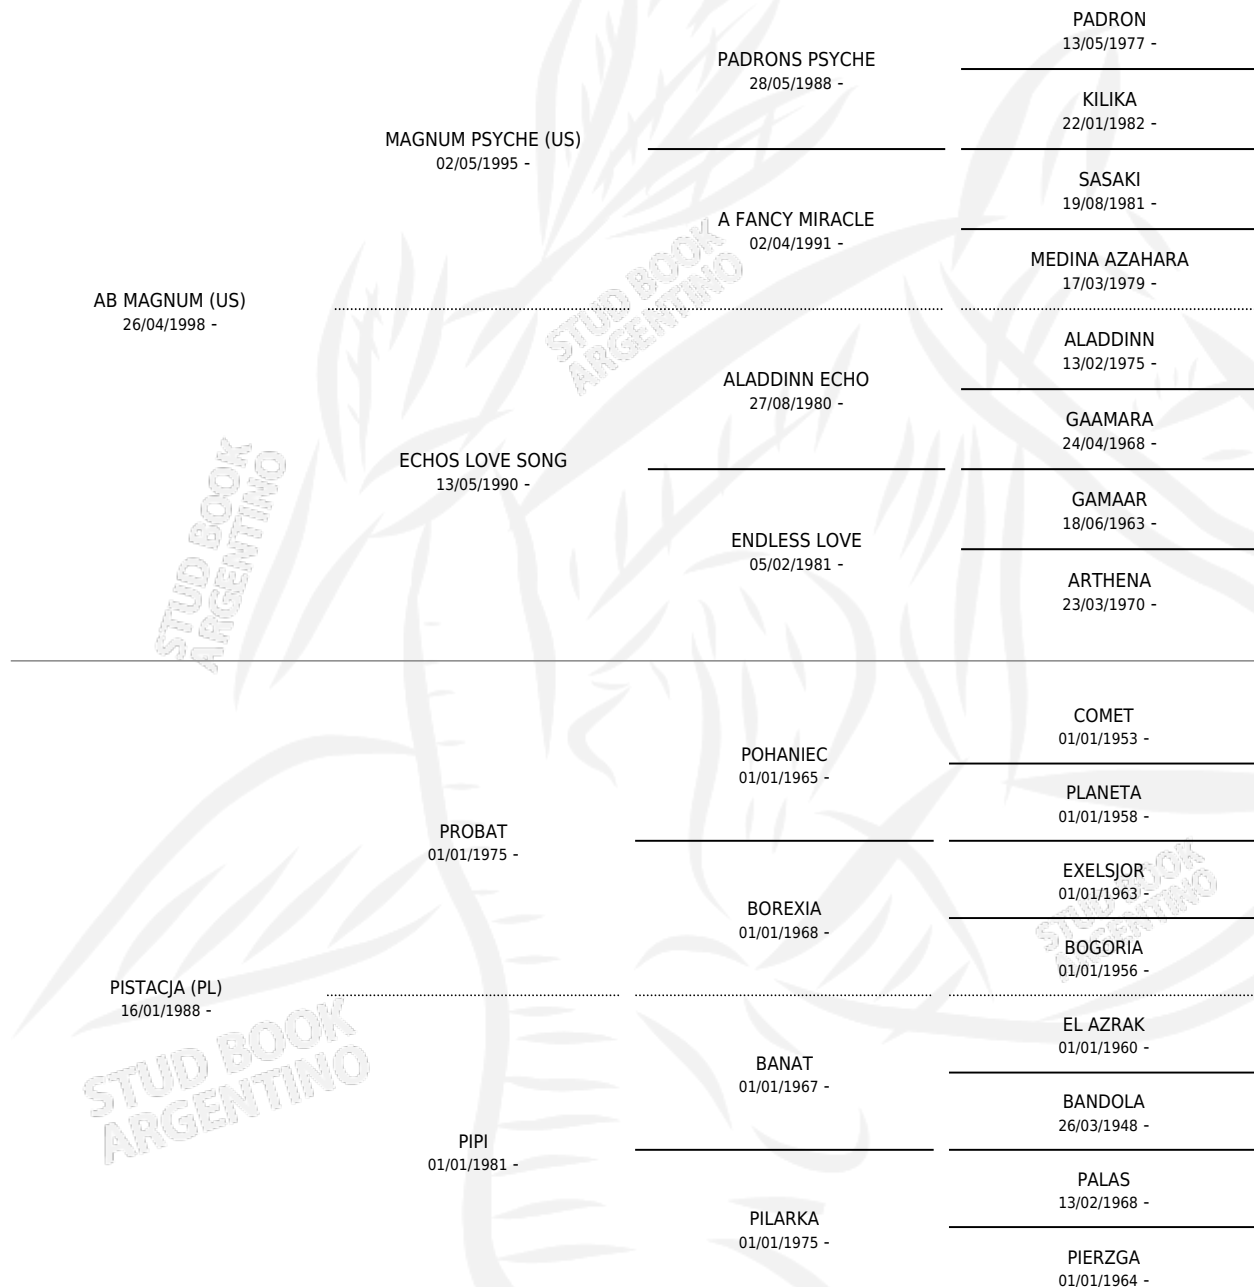 PADRON
13/05/1977 -
PADRONS PSYCHE
28/05/1988 -
KILIKA
22/01/1982 -
MAGNUM PSYCHE (US)
02/05/1995 -
SASAKI
19/08/1981 -
A FANCY MIRACLE
02/04/1991 -
MEDINA AZAHARA
17/03/1979 -
AB MAGNUM (US)
26/04/1998 -
STUD BOOK
ARGENTINO
ALADDINN
13/02/1975 -
ALADDINN ECHO
27/08/1980 -
GAAMARA
24/04/1968 -
ECHOS LOVE SONG
13/05/1990 -
GAMAAR
18/06/1963 -
ENDLESS LOVE
05/02/1981 -
ARTHENA
23/03/1970 -
STUD BOOK
ARGENTINO
COMET
01/01/1953 -
POHANIEC
01/01/1965 -
PLANETA
01/01/1958 -
PROBAT
01/01/1975 -
EXELSJOR
01/01/1963 -
BOREXIA
01/01/1968 -
BOGORIA
01/01/1956 -
STUD BOOK
ARGENTINO
PISTACJA (PL)
16/01/1988 -
EL AZRAK
01/01/1960 -
BANAT
01/01/1967 -
BANDOLA
26/03/1948 -
STUD BOOK
ARGENTINO
PIPI
01/01/1981 -
PALAS
13/02/1968 -
PILARKA
01/01/1975 -
PIERZGA
01/01/1964 -